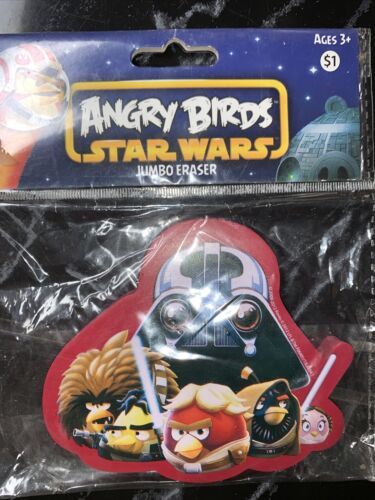 AGES 3+
$1
ANGRY BIRDS
STAR WARS
JUMBO ERASER